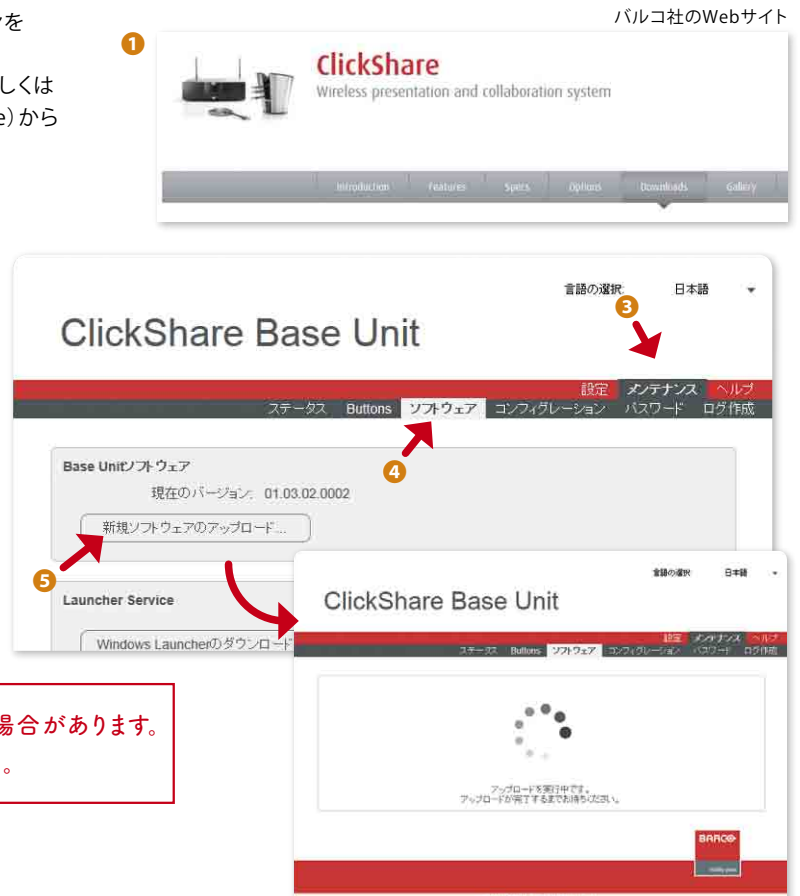 バルコ社のWebサイト
ンを
しくは
e）から
1
ClickShare
Wireless presentation and collaboration system
Introduction Features Specs Options Downloads Gallery
言語の選択: 日本語
3
ClickShare Base Unit
設定 メンテナンス ヘルプ
ステータス Buttons ソフトウェア コンフィグレーション パスワード ログ作成
4
Base Unitソフトウェア
現在のバージョン: 01.03.02.0002
新規ソフトウェアのアップロード...
5
Launcher Service
Windows Launcherのダウンロード
言語の選択: 日本語
ClickShare Base Unit
設定 メンテナンス ヘルプ
ステータス Buttons ソフトウェア コンフィグレーション パスワード ログ作成
アップロードを実行中です。
アップロードが完了するまでお待ちください。
場合があります。
。
BARCO